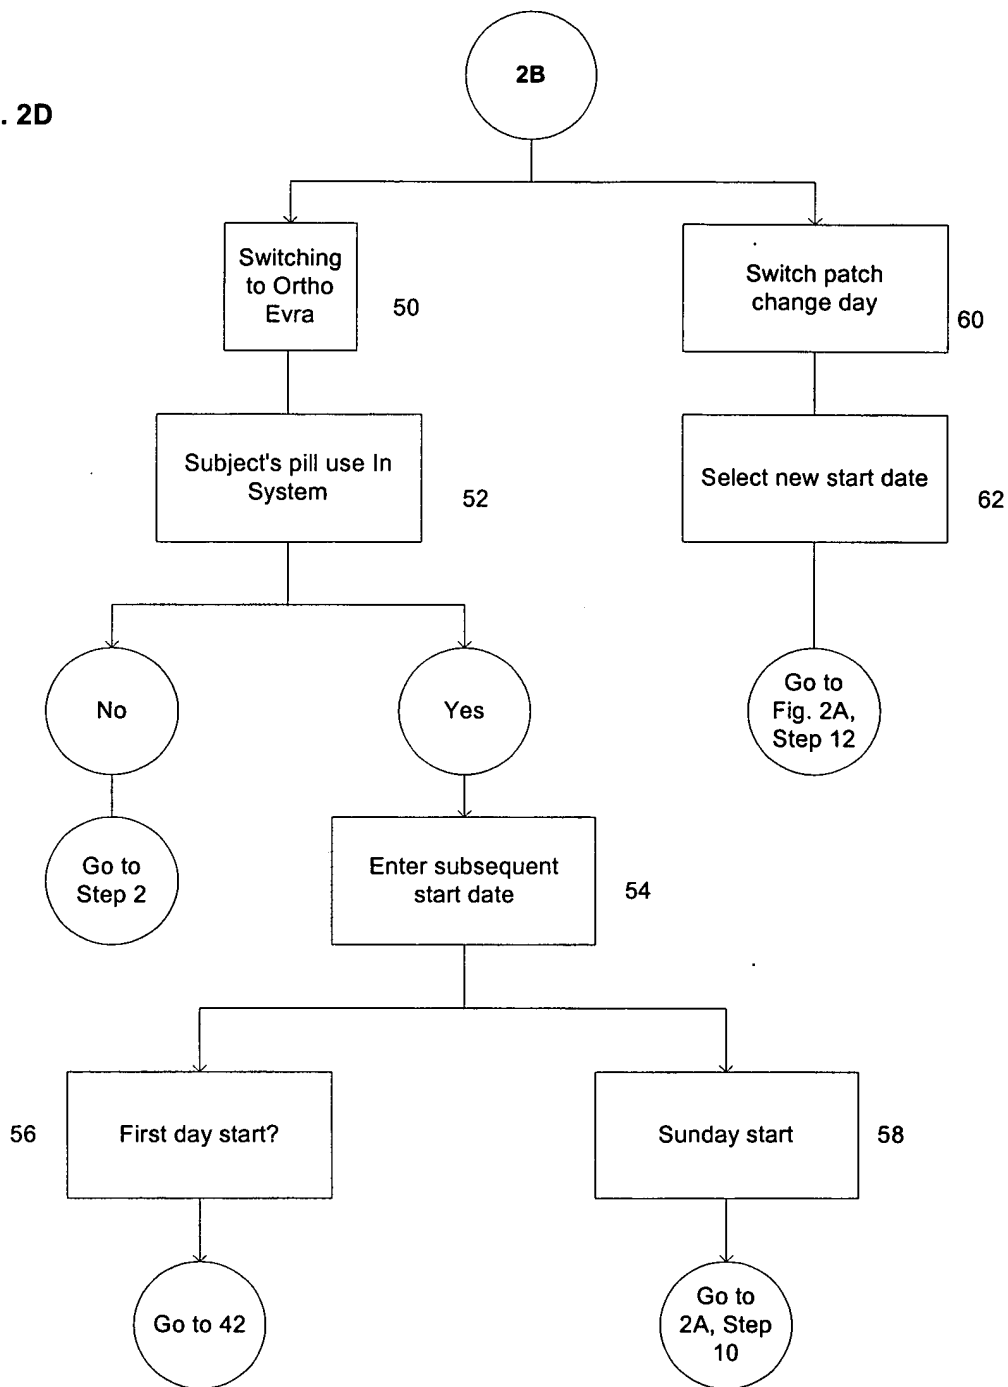 2B
. 2D
Switching
to Ortho
Evra
50
Switch patch
change day
60
Subject's pill use In
System
52
Select new start date
62
No
Yes
Go to
Fig. 2A,
Step 12
Go to
Step 2
Enter subsequent
start date
54
56
First day start?
Sunday start
58
Go to 42
Go to
2A, Step
10